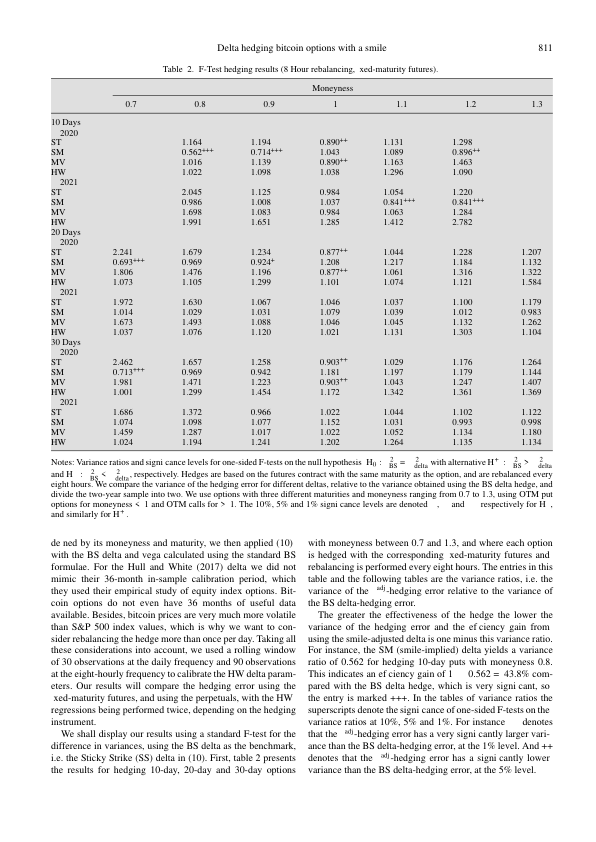 Delta hedging bitcoin options with a smile 811
Table 2. F-Test hedging results (8 Hour rebalancing, xed-maturity futures).
Moneyness
0.7 0.8 0.9 1 1.1 1.2 1.3
10 Days
2020
ST 1.164 1.194 0.890++ 1.131 1.298
SM 0.562+++ 0.714+++ 1.043 1.089 0.896++
MV 1.016 1.139 0.890++ 1.163 1.463
HW 1.022 1.098 1.038 1.296 1.090
2021
ST 2.045 1.125 0.984 1.054 1.220
SM 0.986 1.008 1.037 0.841+++ 0.841+++
MV 1.698 1.083 0.984 1.063 1.284
HW 1.991 1.651 1.285 1.412 2.782
20 Days
2020
ST 2.241 1.679 1.234 0.877++ 1.044 1.228 1.207
SM 0.693+++ 0.969 0.924+ 1.208 1.217 1.184 1.132
MV 1.806 1.476 1.196 0.877++ 1.061 1.316 1.322
HW 1.073 1.105 1.299 1.101 1.074 1.121 1.584
2021
ST 1.972 1.630 1.067 1.046 1.037 1.100 1.179
SM 1.014 1.029 1.031 1.079 1.039 1.012 0.983
MV 1.673 1.493 1.088 1.046 1.045 1.132 1.262
HW 1.037 1.076 1.120 1.021 1.131 1.303 1.104
30 Days
2020
ST 2.462 1.657 1.258 0.903++ 1.029 1.176 1.264
SM 0.713+++ 0.969 0.942 1.181 1.197 1.179 1.144
MV 1.981 1.471 1.223 0.903++ 1.043 1.247 1.407
HW 1.001 1.299 1.454 1.172 1.342 1.361 1.369
2021
ST 1.686 1.372 0.966 1.022 1.044 1.102 1.122
SM 1.074 1.098 1.077 1.152 1.031 0.993 0.998
MV 1.459 1.287 1.017 1.022 1.052 1.134 1.180
HW 1.024 1.194 1.241 1.202 1.264 1.135 1.134
Notes: Variance ratios and signi cance levels for one-sided F-tests on the null hypothesis H0 : 2 BS = 2 delta with alternative H+ : 2 BS > 2 delta
and H : 2 BS < 2 delta, respectively. Hedges are based on the futures contract with the same maturity as the option, and are rebalanced every
eight hours. We compare the variance of the hedging error for different deltas, relative to the variance obtained using the BS delta hedge, and
divide the two-year sample into two. We use options with three different maturities and moneyness ranging from 0.7 to 1.3, using OTM put
options for moneyness < 1 and OTM calls for > 1. The 10%, 5% and 1% signi cance levels are denoted , and respectively for H ,
and similarly for H+.
de ned by its moneyness and maturity, we then applied (10)
with the BS delta and vega calculated using the standard BS
formulae. For the Hull and White (2017) delta we did not
mimic their 36-month in-sample calibration period, which
they used their empirical study of equity index options. Bit-
coin options do not even have 36 months of useful data
available. Besides, bitcoin prices are very much more volatile
than S&P 500 index values, which is why we want to con-
sider rebalancing the hedge more than once per day. Taking all
these considerations into account, we used a rolling window
of 30 observations at the daily frequency and 90 observations
at the eight-hourly frequency to calibrate the HW delta param-
eters. Our results will compare the hedging error using the
xed-maturity futures, and using the perpetuals, with the HW
regressions being performed twice, depending on the hedging
instrument.
We shall display our results using a standard F-test for the
difference in variances, using the BS delta as the benchmark,
i.e. the Sticky Strike (SS) delta in (10). First, table 2 presents
the results for hedging 10-day, 20-day and 30-day options
with moneyness between 0.7 and 1.3, and where each option
is hedged with the corresponding xed-maturity futures and
rebalancing is performed every eight hours. The entries in this
table and the following tables are the variance ratios, i.e. the
variance of the adj-hedging error relative to the variance of
the BS delta-hedging error.
The greater the effectiveness of the hedge the lower the
variance of the hedging error and the ef ciency gain from
using the smile-adjusted delta is one minus this variance ratio.
For instance, the SM (smile-implied) delta yields a variance
ratio of 0.562 for hedging 10-day puts with moneyness 0.8.
This indicates an ef ciency gain of 1 0.562 = 43.8% com-
pared with the BS delta hedge, which is very signi cant, so
the entry is marked +++. In the tables of variance ratios the
superscripts denote the signi cance of one-sided F-tests on the
variance ratios at 10%, 5% and 1%. For instance denotes
that the adj-hedging error has a very signi cantly larger vari-
ance than the BS delta-hedging error, at the 1% level. And ++
denotes that the adj-hedging error has a signi cantly lower
variance than the BS delta-hedging error, at the 5% level.